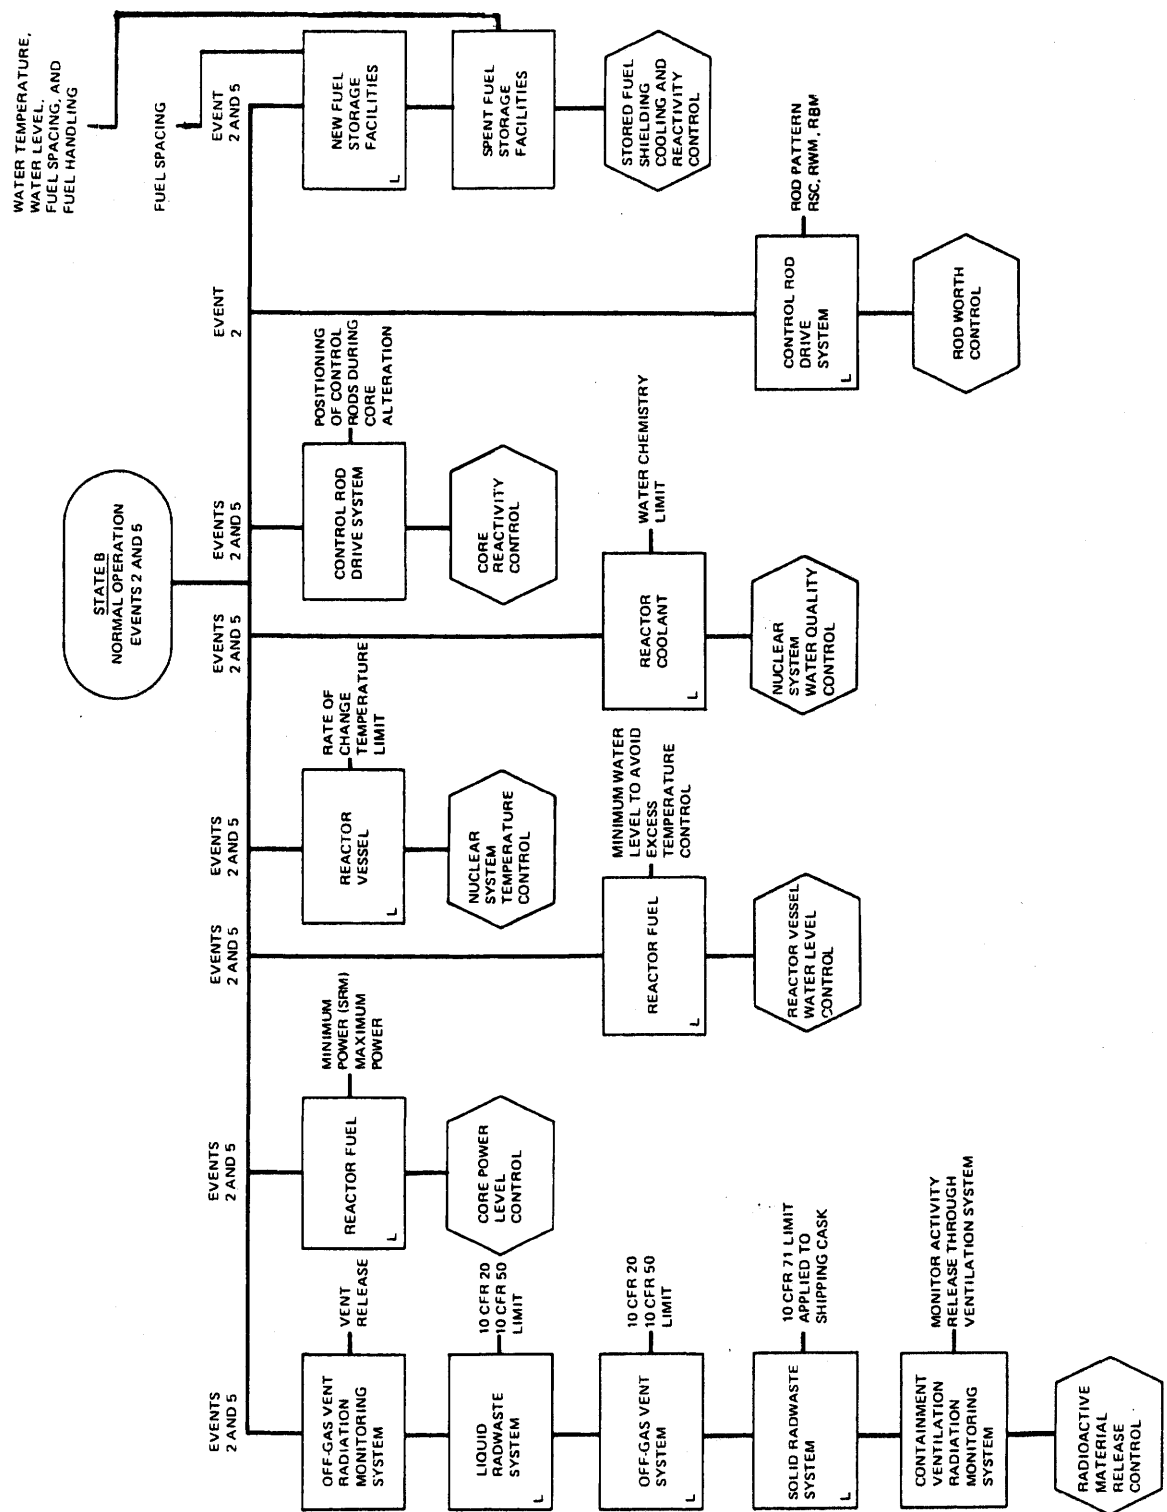 STATE B
NORMAL OPERATION
EVENTS 2 AND 5
EVENTS
2 AND 5
OFF-GAS VENT
RADIATION
MONITORING
SYSTEM
VENT
RELEASE
LIQUID
RADWASTE
SYSTEM
L
10 CFR 20
10 CFR 50
LIMIT
OFF-GAS VENT
SYSTEM
L
10 CFR 20
10 CFR 50
LIMIT
SOLID RADWASTE
SYSTEM
L
10 CFR 71 LIMIT
APPLIED TO
SHIPPING CASK
CONTAINMENT
VENTILATION
RADIATION
MONITORING
SYSTEM
MONITOR ACTIVITY
RELEASE THROUGH
VENTILATION SYSTEM
RADIOACTIVE
MATERIAL
RELEASE
CONTROL
EVENTS
2 AND 5
REACTOR FUEL
L
MINIMUM
POWER (SRM)
MAXIMUM
POWER
CORE POWER
LEVEL
CONTROL
EVENTS
2 AND 5
REACTOR FUEL
L
MINIMUM WATER
LEVEL TO AVOID
EXCESS
TEMPERATURE
CONTROL
REACTOR VESSEL
WATER LEVEL
CONTROL
EVENTS
2 AND 5
REACTOR
VESSEL
L
RATE OF
CHANGE
TEMPERATURE
LIMIT
NUCLEAR
SYSTEM
TEMPERATURE
CONTROL
EVENTS
2 AND 5
REACTOR
COOLANT
L
WATER CHEMISTRY
LIMIT
NUCLEAR
SYSTEM
WATER QUALITY
CONTROL
EVENTS
2 AND 5
CONTROL ROD
DRIVE SYSTEM
POSITIONING
OF CONTROL
RODS DURING
CORE
ALTERATION
CORE
REACTIVITY
CONTROL
EVENT
2
CONTROL ROD
DRIVE
SYSTEM
L
ROD PATTERN
RSC, RWM, RBM
ROD WORTH
CONTROL
EVENT
2 AND 5
FUEL SPACING
WATER TEMPERATURE,
WATER LEVEL,
FUEL SPACING, AND
FUEL HANDLING
NEW FUEL
STORAGE
FACILITIES
L
SPENT FUEL
STORAGE
FACILITIES
STORED FUEL
SHIELDING
COOLING AND
REACTIVITY
CONTROL